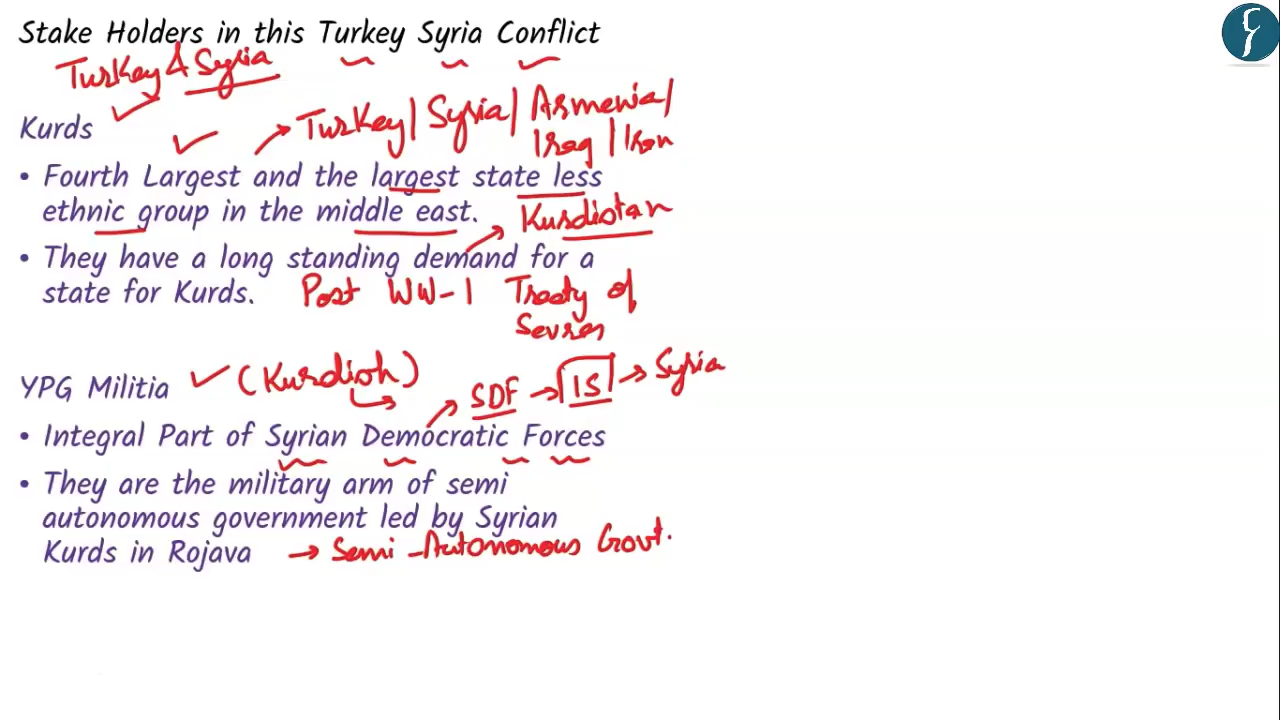 Stake Holders in this Turkey Syria Conflict
Turkey & Syria
Kurds
Turkey/ Syria/ Armenia/
Iraq / Iran
• Fourth Largest and the largest state less
ethnic group in the middle east.
Kurdistan
• They have a long standing demand for a
state for Kurds.
Post WW-1 Treaty of
Sevres
YPG Militia
(Kurdish)
SDF → IS → Syria
• Integral Part of Syrian Democratic Forces
• They are the military arm of semi
autonomous government led by Syrian
Kurds in Rojava
→ Semi-Autonomous Govt.